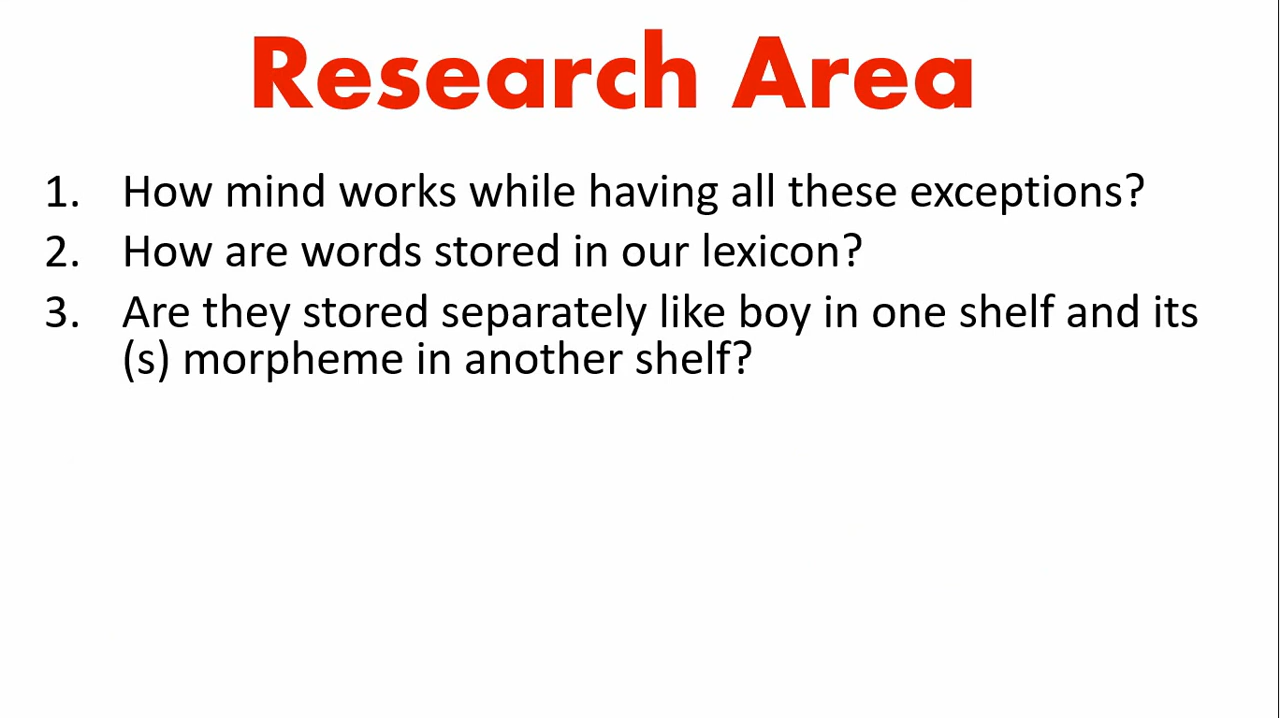 Research Area
1. How mind works while having all these exceptions?
2. How are words stored in our lexicon?
3. Are they stored separately like boy in one shelf and its
(s) morpheme in another shelf?